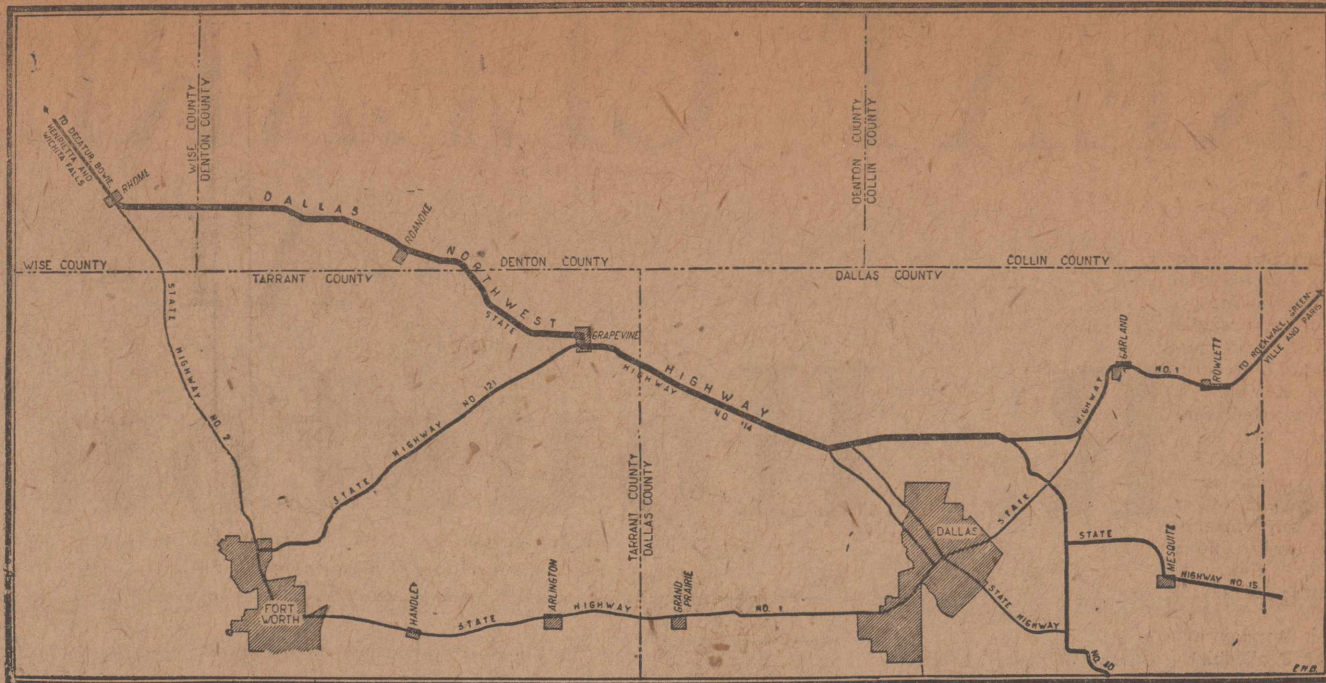 WISE COUNTY
DENTON COUNTY
DENTON COUNTY
COLLIN COUNTY
TO DECATUR, BOWIE
HENRIETTA AND
WICHITA FALLS
RHOME
DALLAS
ROANOKE
NORTHWEST
HIGHWAY
WISE COUNTY
TARRANT COUNTY
DENTON COUNTY
DALLAS COUNTY
COLLIN COUNTY
STATE
HIGHWAY
NO. 2
STATE
HIGHWAY
NO. 114
GRAPEVINE
STATE
HIGHWAY
NO. 121
TO ROCKWALL, GREEN-
VILLE AND PARIS
GARLAND
ROWLETT
STATE
HIGHWAY
NO. 1
TARRANT COUNTY
DALLAS COUNTY
DALLAS
STATE
MESQUITE
HIGHWAY NO. 15
FORT
WORTH
HANDLEY
STATE
ARLINGTON
HIGHWAY
GRAND
PRAIRIE
NO. 1
STATE HIGHWAY
NO. 40